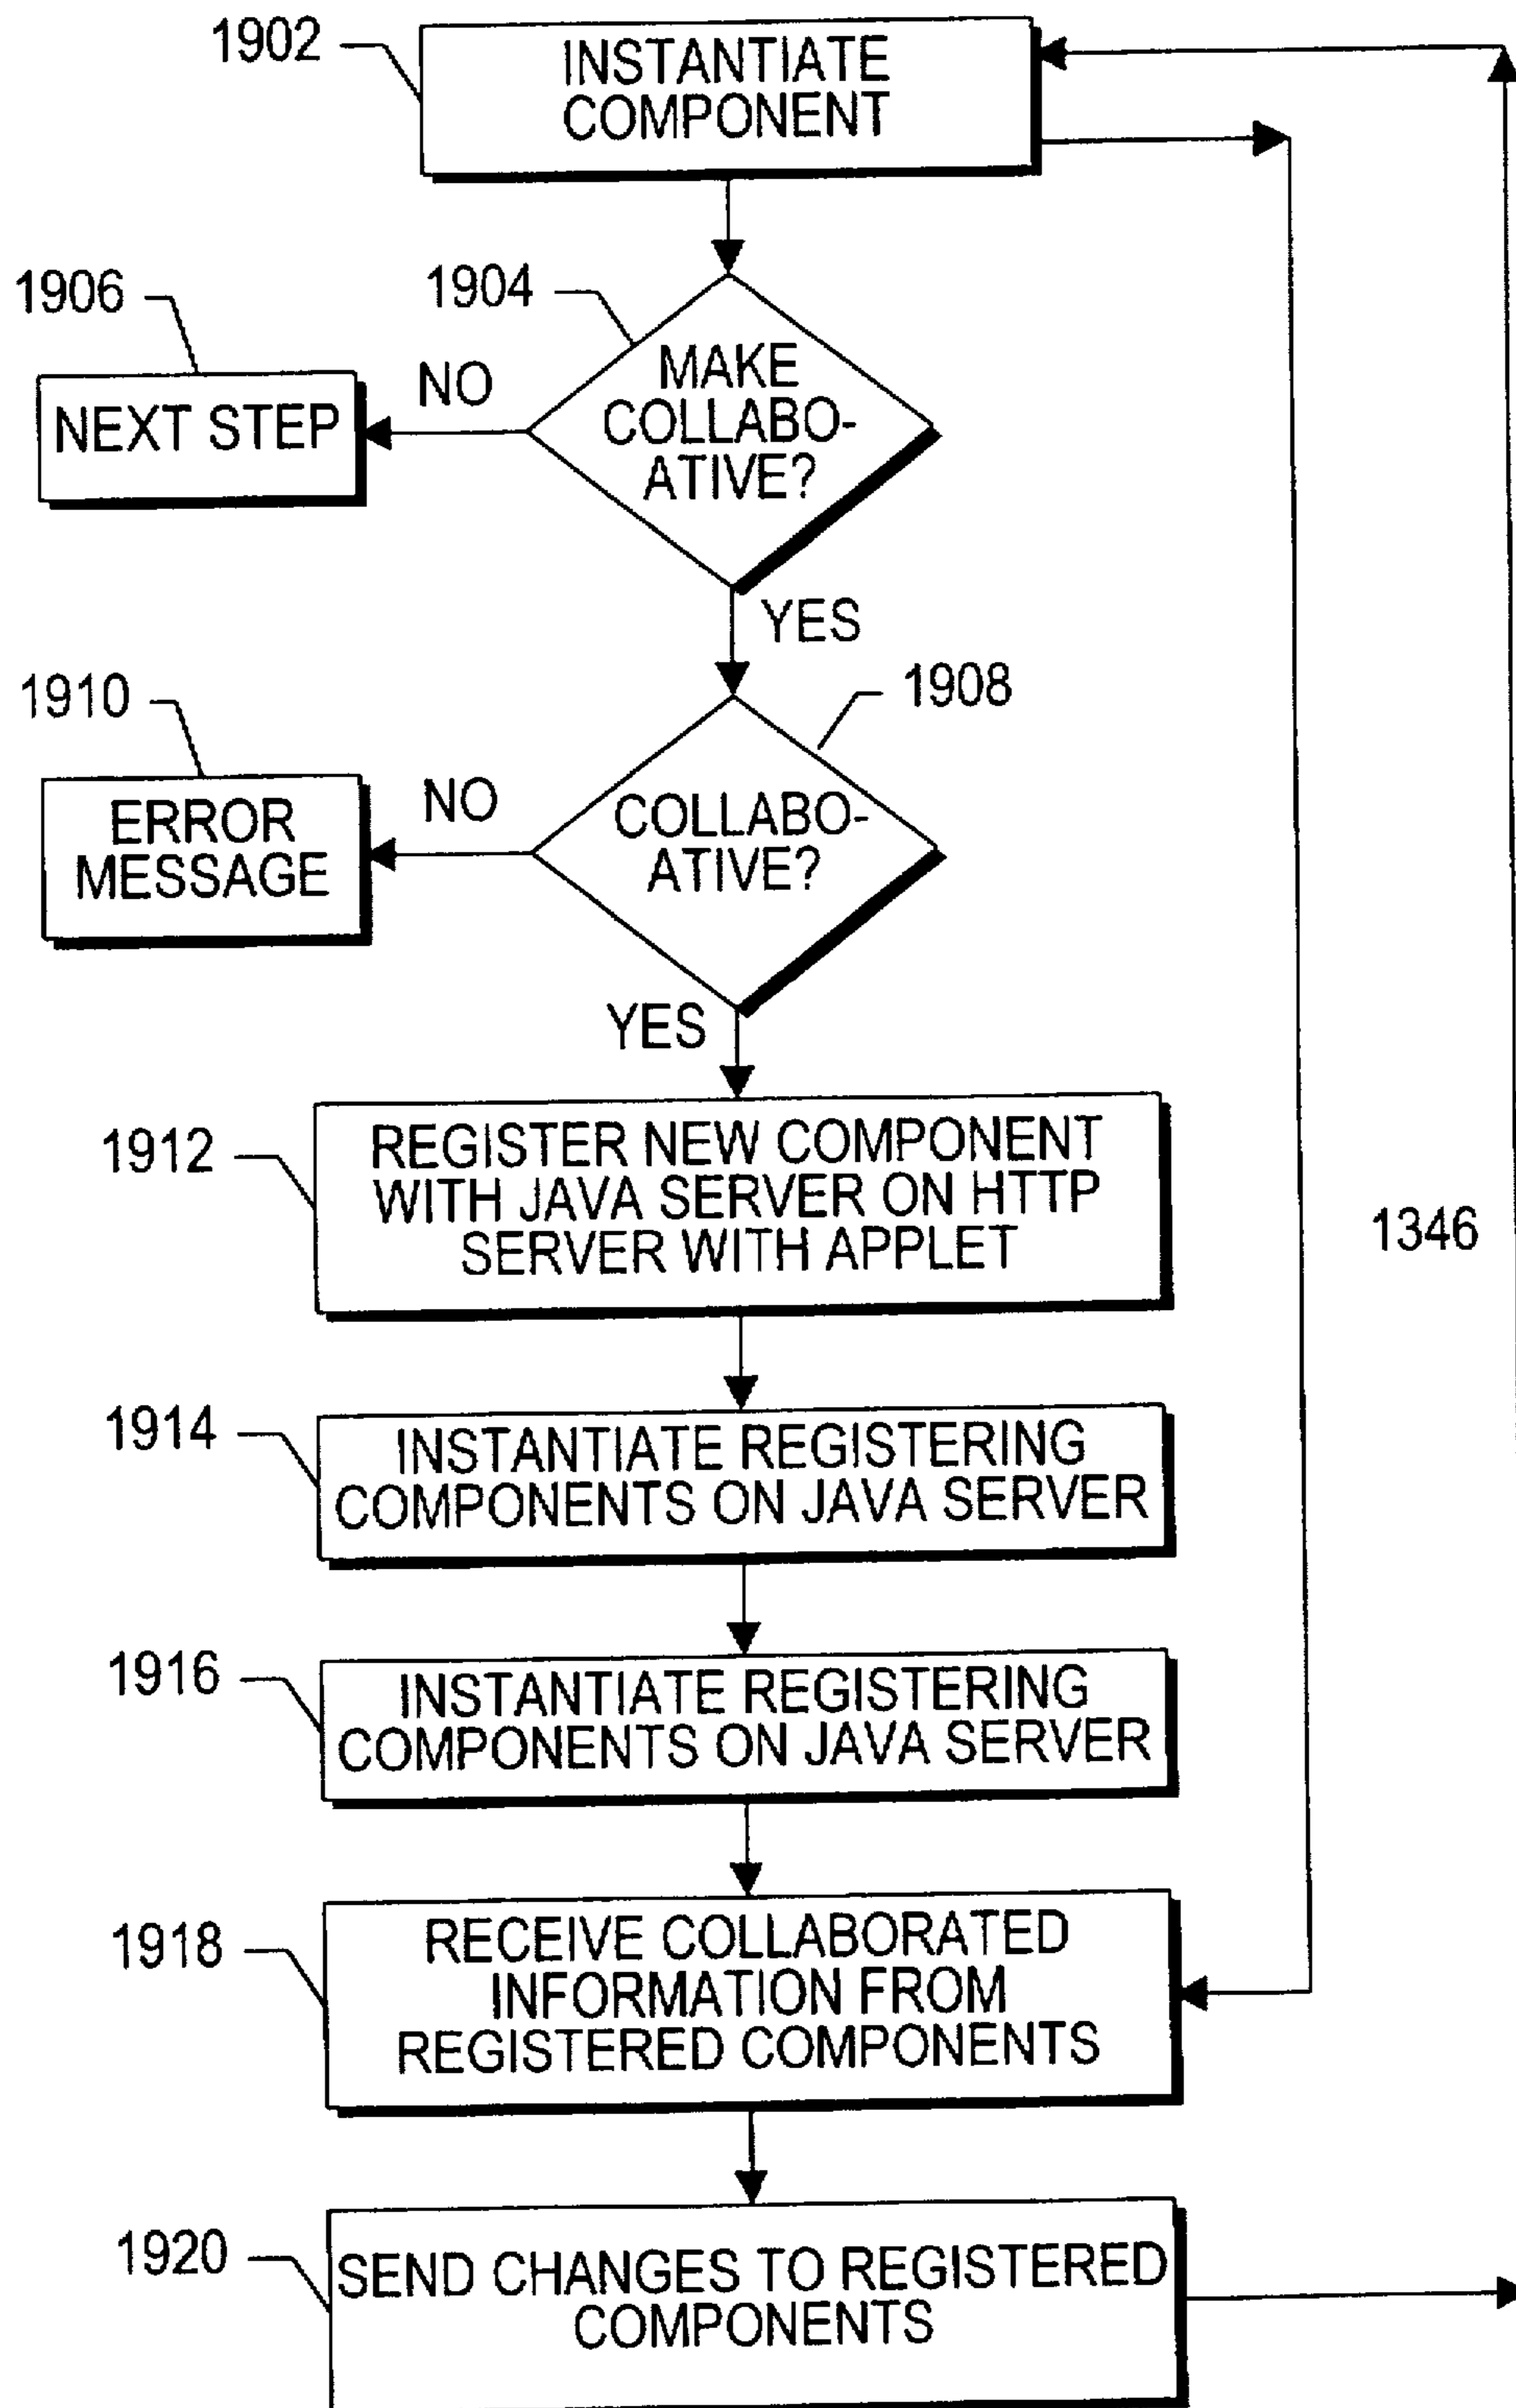 1902
INSTANTIATE
COMPONENT
1906
1904
MAKE
COLLABO-
ATIVE?
NO
NEXT STEP
YES
1910
1908
COLLABO-
ATIVE?
NO
ERROR
MESSAGE
YES
1912
REGISTER NEW COMPONENT
WITH JAVA SERVER ON HTTP
SERVER WITH APPLET
1346
1914
INSTANTIATE REGISTERING
COMPONENTS ON JAVA SERVER
1916
INSTANTIATE REGISTERING
COMPONENTS ON JAVA SERVER
1918
RECEIVE COLLABORATED
INFORMATION FROM
REGISTERED COMPONENTS
1920
SEND CHANGES TO REGISTERED
COMPONENTS